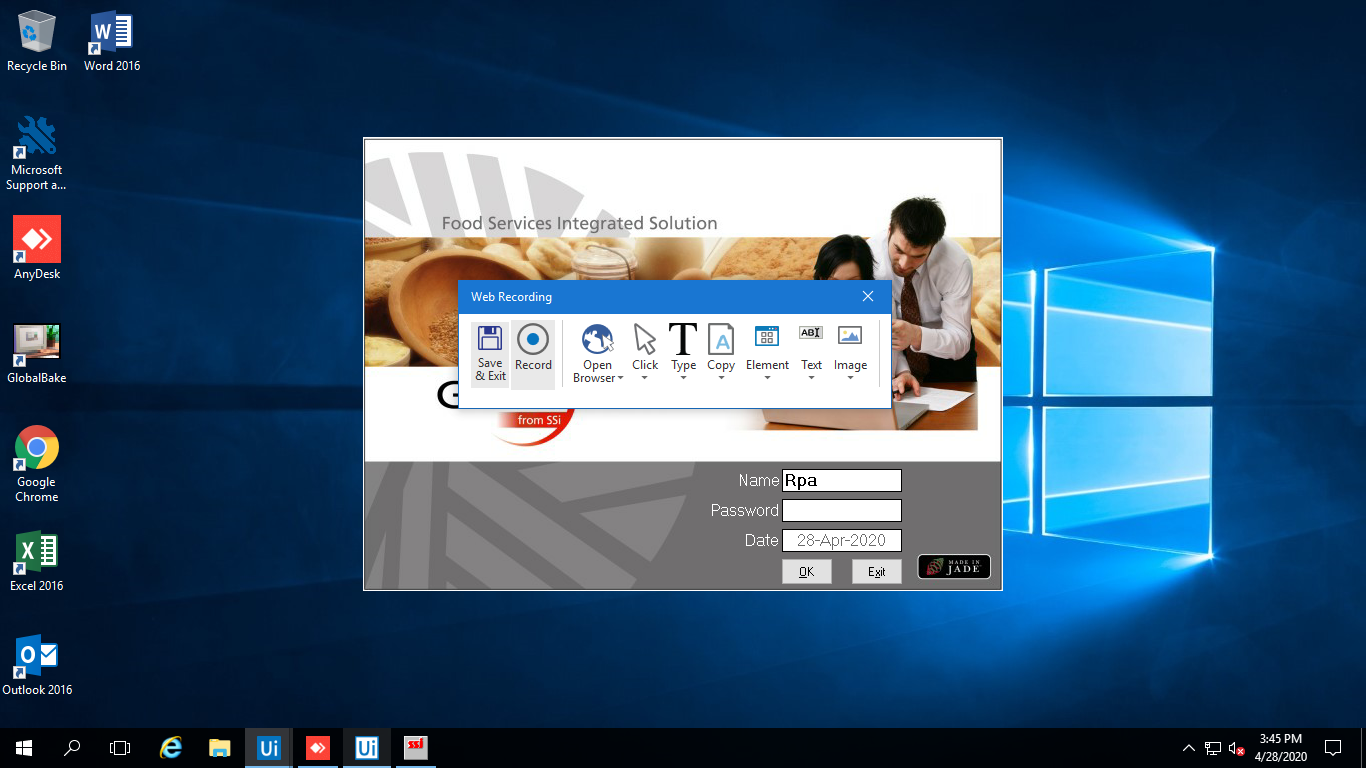 Recycle Bin
Word 2016
Microsoft
Support a...
AnyDesk
GlobalBake
Google
Chrome
Excel 2016
Outlook 2016
Food Services Integrated Solution
Web Recording
Save
& Exit
Record
Open
Browser
Click
Type
Copy
Element
Text
Image
G
from SSi
Name Rpa
Password
Date 28-Apr-2020
OK Exit
MADE IN
JADE
3:45 PM
4/28/2020